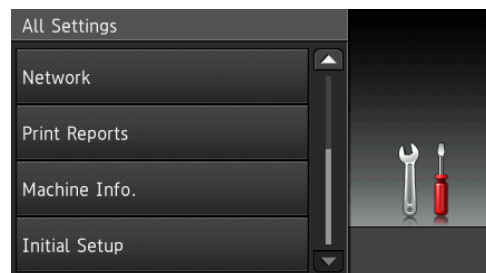 All Settings
Network
Print Reports
Machine Info.
Initial Setup